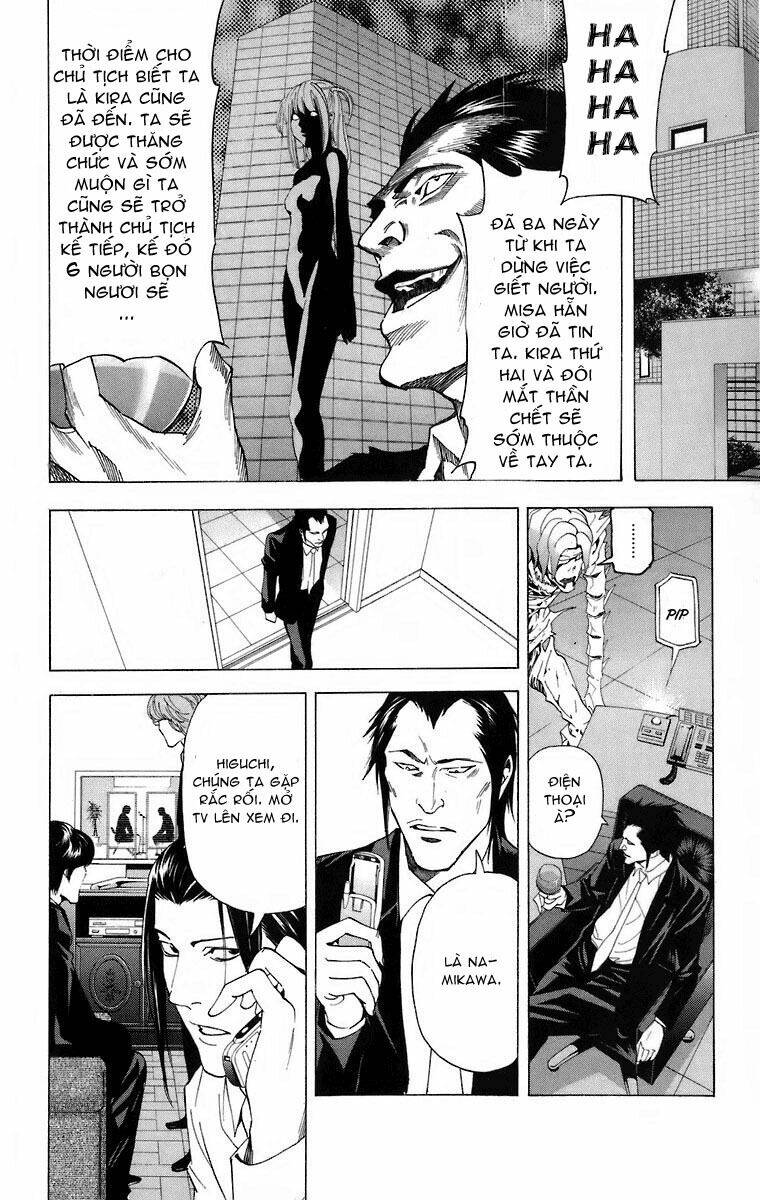 HA
HA
HA
HA
ĐÃ BA NGÀY
TỪ KHI TA
DỪNG VIỆC
GIẾT NGƯỜI.
MISA HẲN
GIỜ ĐÃ TIN
TA. KIRA THỨ
HAI VÀ ĐÔI
MẮT THẦN
CHẾT SẼ
SỚM THUỘC
VỀ TAY TA.
THỜI ĐIỂM CHO
CHỦ TỊCH BIẾT TA
LÀ KIRA CŨNG
ĐÃ ĐẾN. TA SẼ
ĐƯỢC THĂNG
CHỨC VÀ SỚM
MUỘN GÌ TA
CŨNG SẼ TRỞ
THÀNH CHỦ TỊCH
KẾ TIẾP, KẾ ĐÓ
6 NGƯỜI BỌN
NGƯƠI SẼ
...
......
PIP
ĐIỆN
THOẠI
À?
LÀ NA-
MIKAWA.
HIGUCHI,
CHÚNG TA GẶP
RẮC RỐI. MỞ
TV LÊN XEM ĐI.